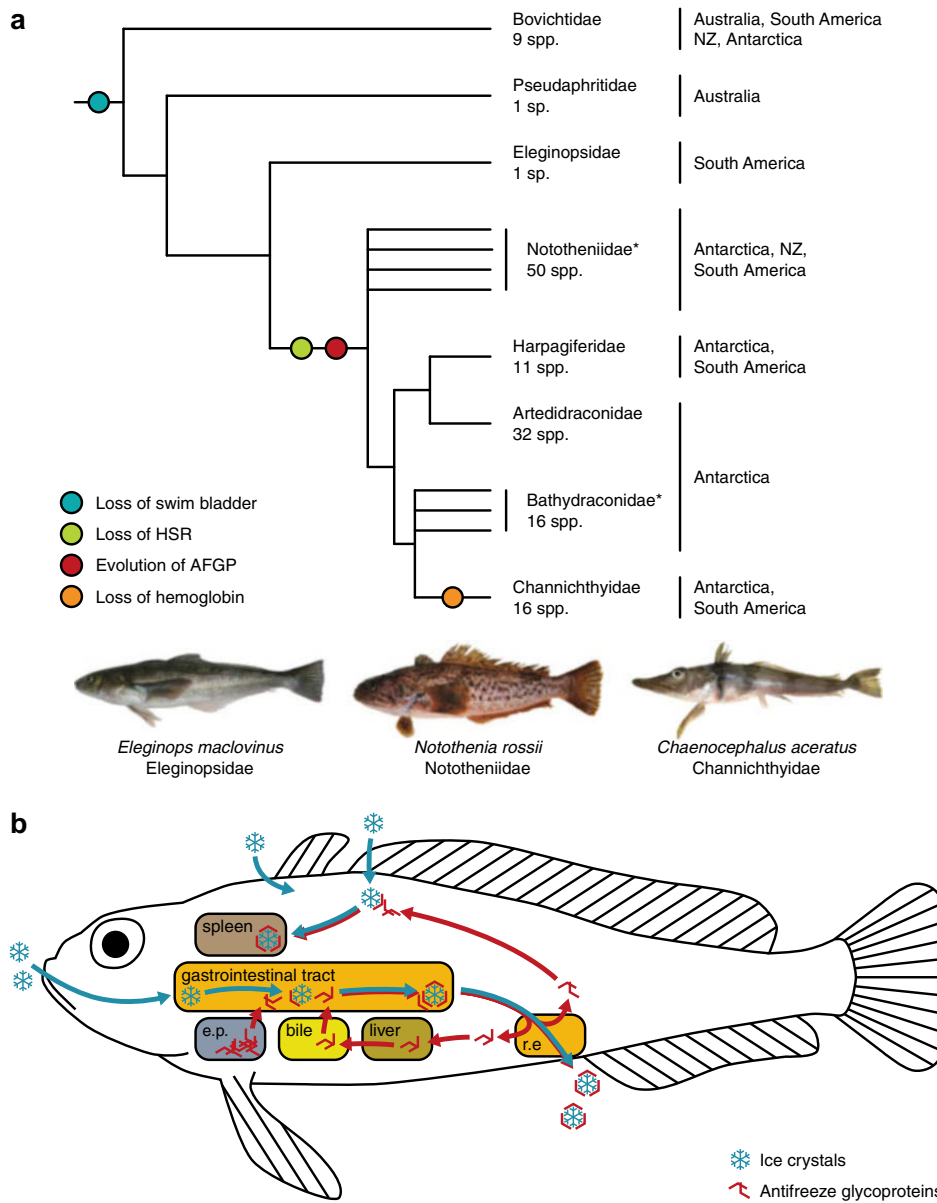 a
Bovichtidae
9 spp.
Australia, South America
NZ, Antarctica
Pseudaphritidae
1 sp.
Australia
Eleginopsidae
1 sp.
South America
Nototheniidae*
50 spp.
Antarctica, NZ,
South America
Harpagiferidae
11 spp.
Antarctica,
South America
Artedidraconidae
32 spp.
Antarctica
Bathydraconidae*
16 spp.
Channichthyidae
16 spp.
Antarctica,
South America
Loss of swim bladder
Loss of HSR
Evolution of AFGP
Loss of hemoglobin
Eleginops maclovinus
Eleginopsidae
Notothenia rossii
Nototheniidae
Chaenocephalus aceratus
Channichthyidae
b
spleen
gastrointestinal tract
e.p.
bile
liver
r.e
Ice crystals
Antifreeze glycoproteins